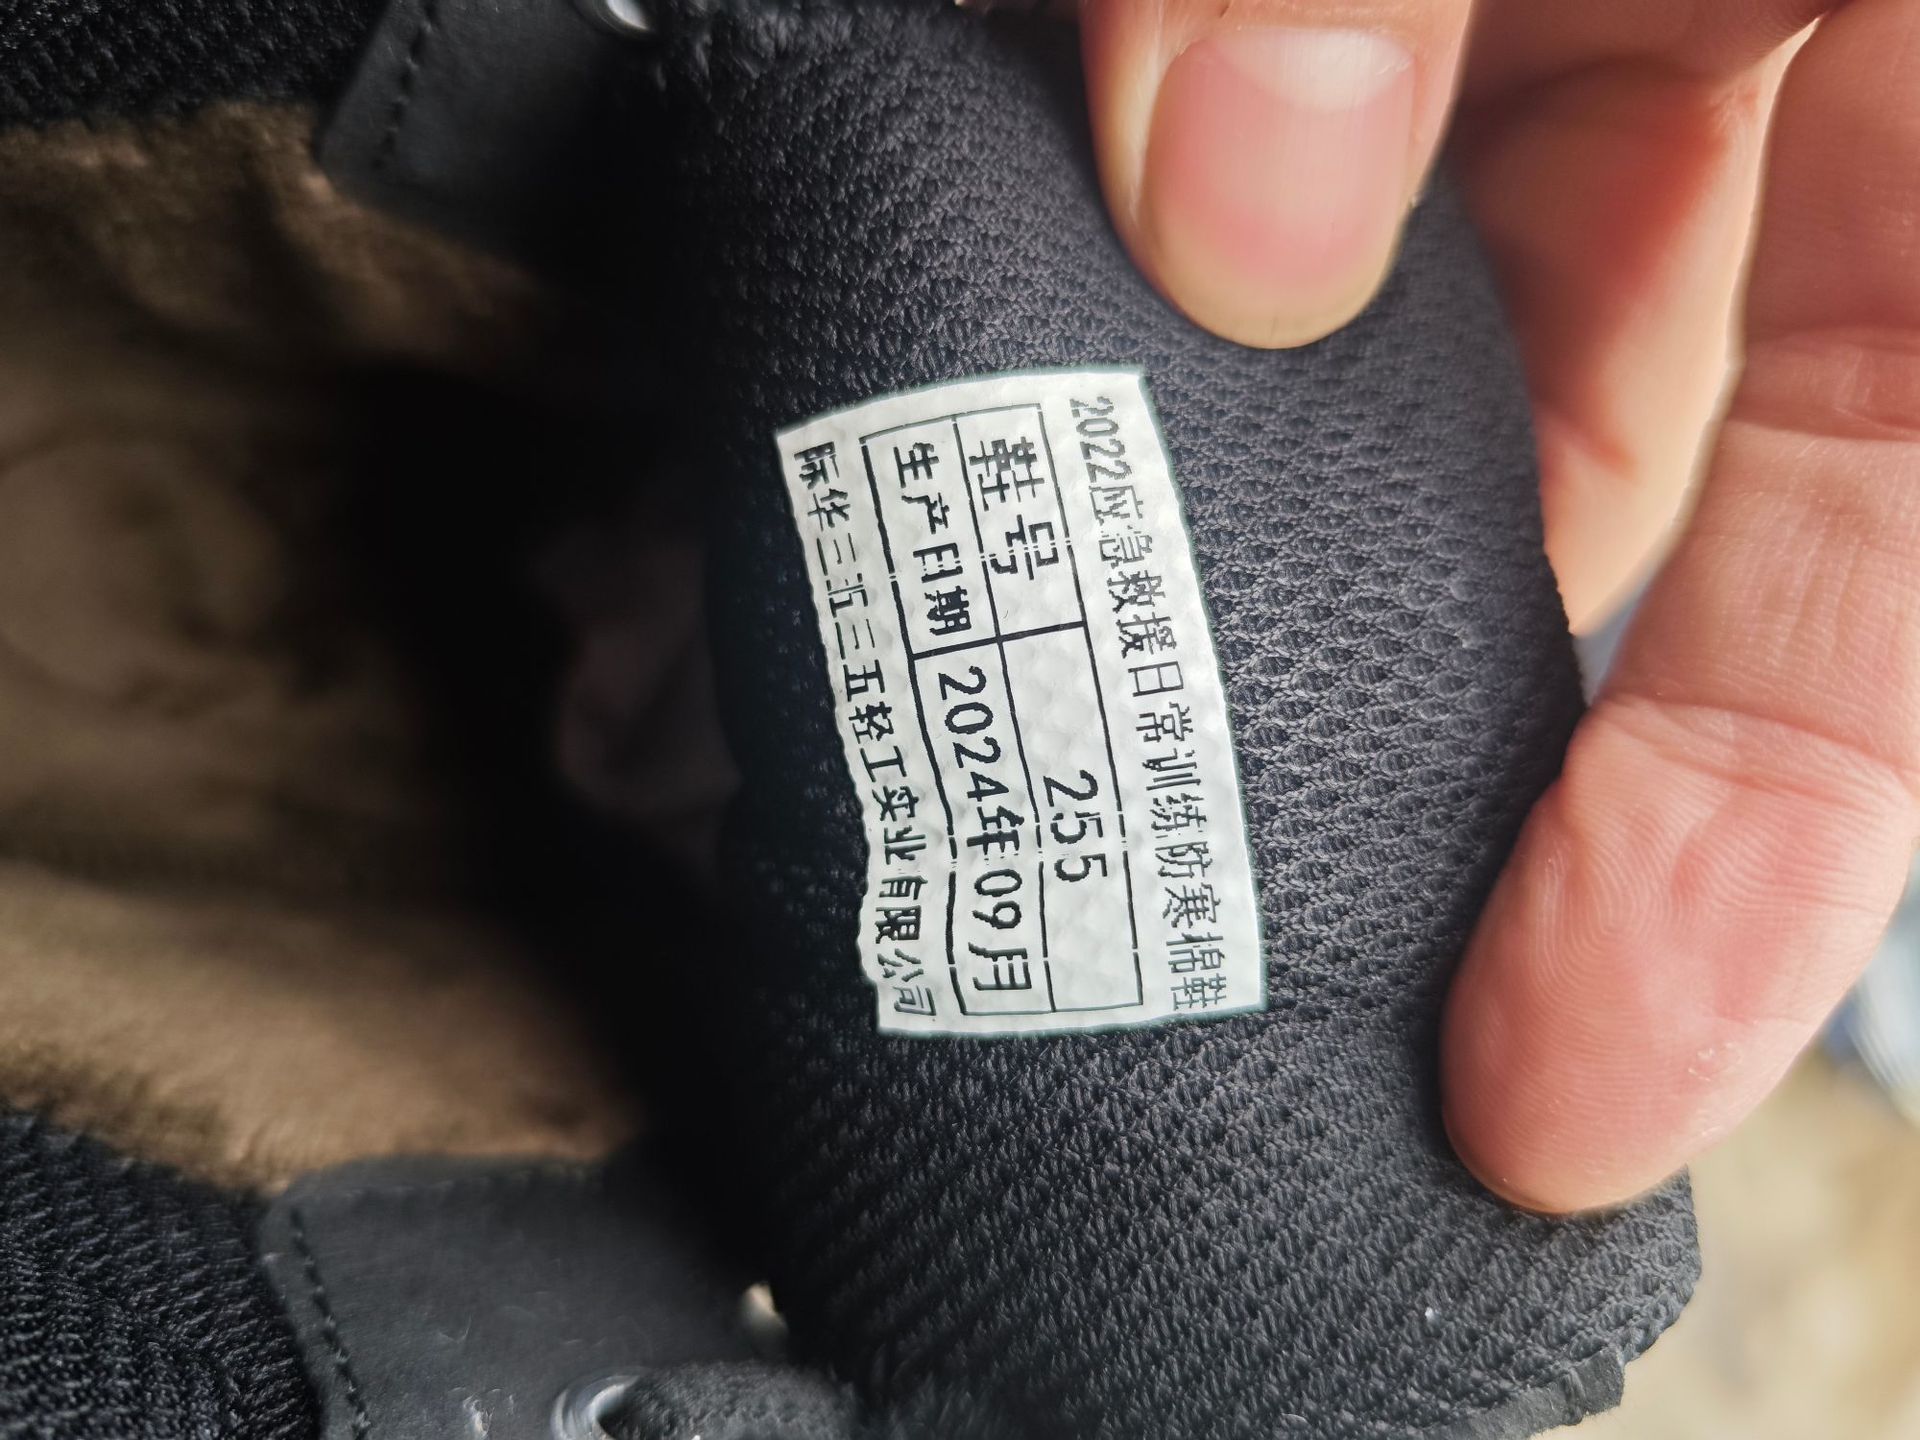 2022应急救援日常训练防寒棉鞋
鞋号 255
生产日期 2024年09月
际华三五三五轻工实业有限公司